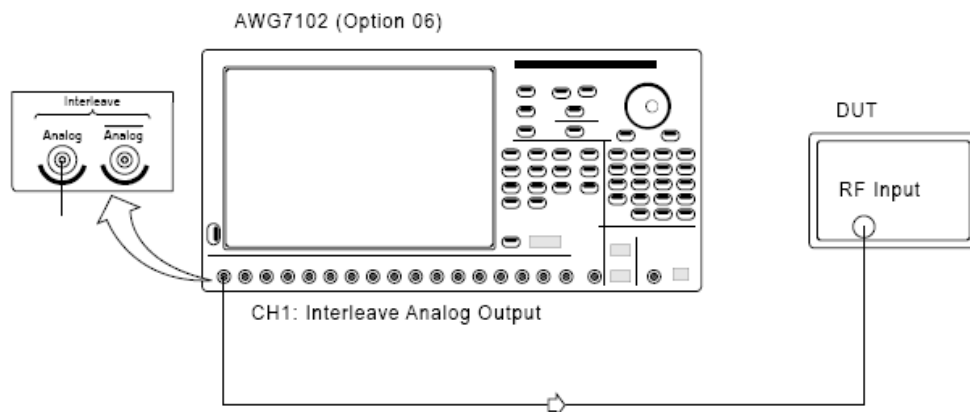 AWG7102 (Option 06)
Interleave
Analog
Analog
DUT
RF Input
CH1: Interleave Analog Output